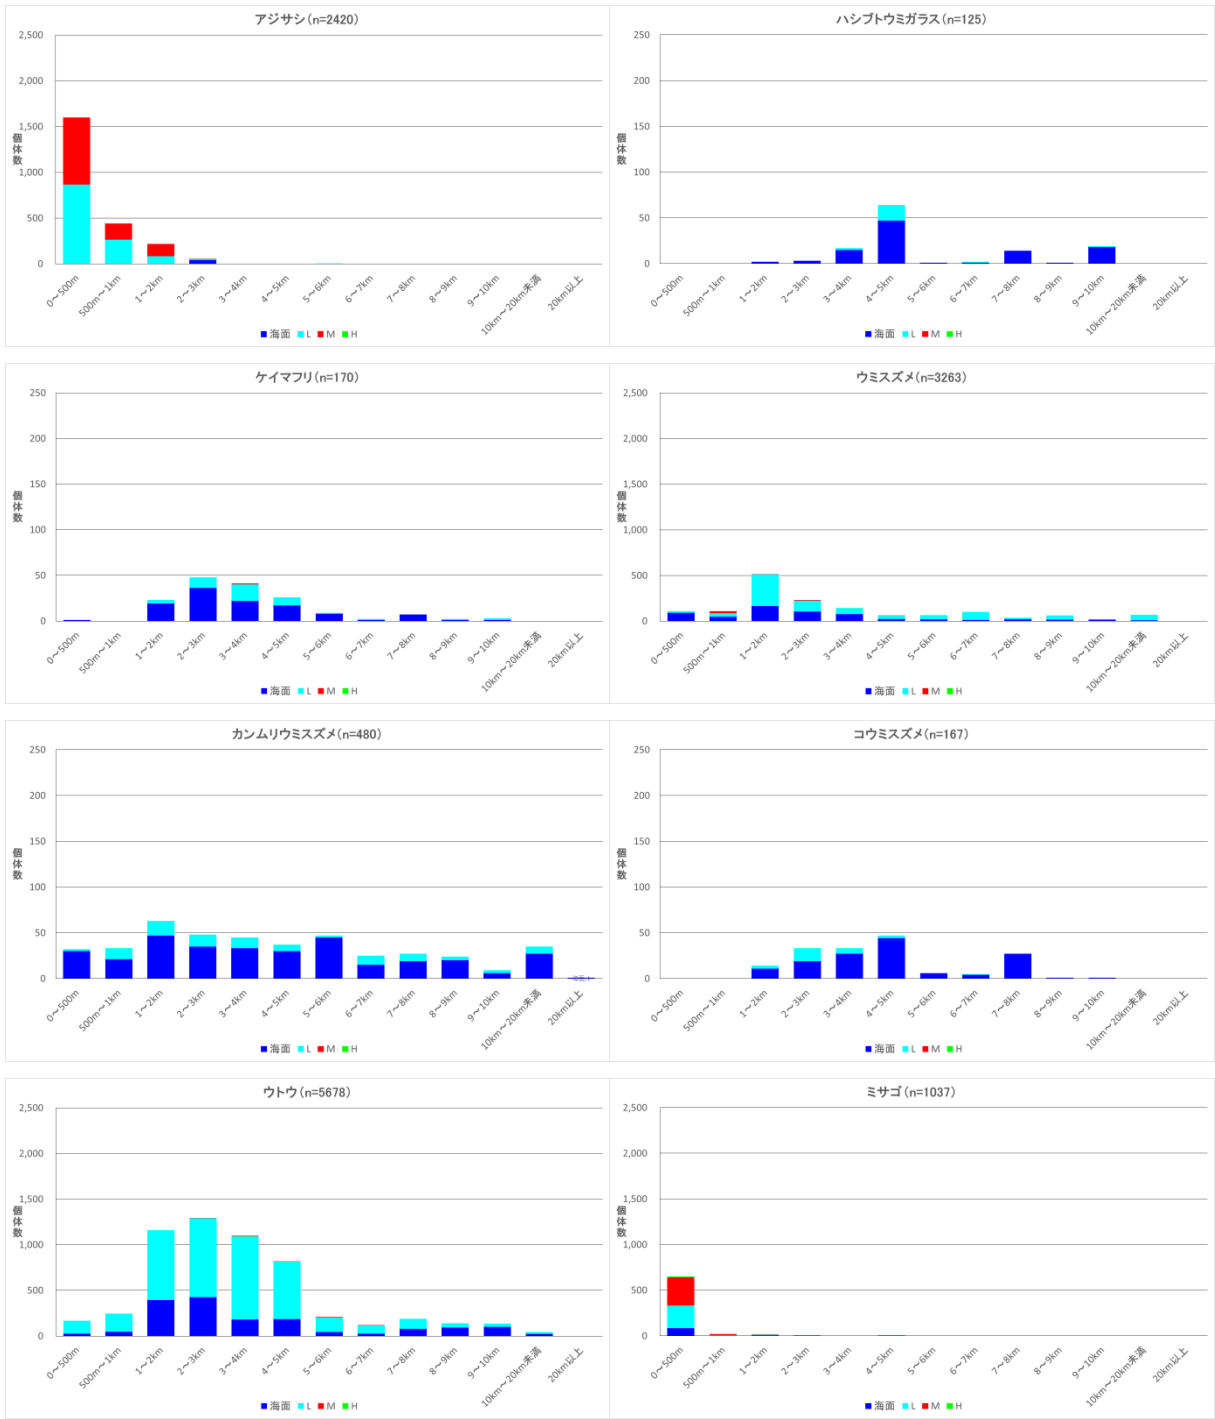 アジサシ(n=2420)
2,500
2,000
1,500
1,000
500
0
個体数
0～500m
500m～1km
1～2km
2～3km
3～4km
4～5km
5～6km
6～7km
7～8km
8～9km
9～10km
10km～20km未満
20km以上
海面 L M H
ハシブトウミガラス(n=125)
250
200
150
100
50
0
個体数
0～500m
500m～1km
1～2km
2～3km
3～4km
4～5km
5～6km
6～7km
7～8km
8～9km
9～10km
10km～20km未満
20km以上
海面 L M H
ケイマフリ(n=170)
250
200
150
100
50
0
個体数
0～500m
500m～1km
1～2km
2～3km
3～4km
4～5km
5～6km
6～7km
7～8km
8～9km
9～10km
10km～20km未満
20km以上
海面 L M H
ウミスズメ(n=3263)
2,500
2,000
1,500
1,000
500
0
個体数
0～500m
500m～1km
1～2km
2～3km
3～4km
4～5km
5～6km
6～7km
7～8km
8～9km
9～10km
10km～20km未満
20km以上
海面 L M H
カンムリウミスズメ(n=480)
250
200
150
100
50
0
個体数
0～500m
500m～1km
1～2km
2～3km
3～4km
4～5km
5～6km
6～7km
7～8km
8～9km
9～10km
10km～20km未満
20km以上
海面 L M H
コウミスズメ(n=167)
250
200
150
100
50
0
個体数
0～500m
500m～1km
1～2km
2～3km
3～4km
4～5km
5～6km
6～7km
7～8km
8～9km
9～10km
10km～20km未満
20km以上
海面 L M H
ウトウ(n=5678)
2,500
2,000
1,500
1,000
500
0
個体数
0～500m
500m～1km
1～2km
2～3km
3～4km
4～5km
5～6km
6～7km
7～8km
8～9km
9～10km
10km～20km未満
20km以上
海面 L M H
ミサゴ(n=1037)
2,500
2,000
1,500
1,000
500
0
個体数
0～500m
500m～1km
1～2km
2～3km
3～4km
4～5km
5～6km
6～7km
7～8km
8～9km
9～10km
10km～20km未満
20km以上
海面 L M H